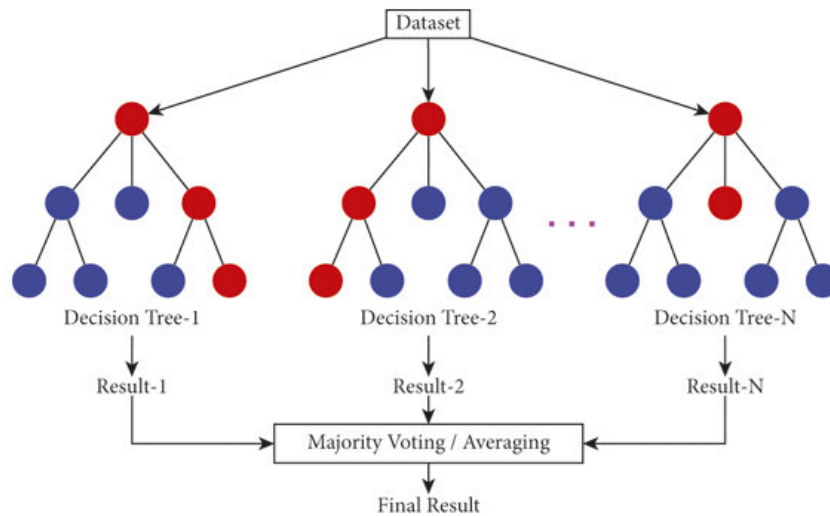 Dataset
Decision Tree-1
Decision Tree-2
Decision Tree-N
Result-1
Result-2
Result-N
Majority Voting / Averaging
Final Result